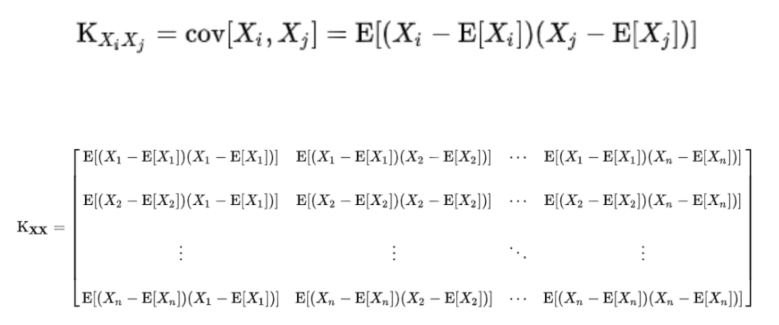 K_{X_iX_j} = cov[X_i, X_j] = E[(X_i − E[X_i])(X_j − E[X_j])]
E[(X_1 − E[X_1])(X_1 − E[X_1])] E[(X_1 − E[X_1])(X_2 − E[X_2])] ⋯ E[(X_1 − E[X_1])(X_n − E[X_n])]
E[(X_2 − E[X_2])(X_1 − E[X_1])] E[(X_2 − E[X_2])(X_2 − E[X_2])] ⋯ E[(X_2 − E[X_2])(X_n − E[X_n])]
K_{XX} =
⋮ ⋮ ⋱ ⋮
E[(X_n − E[X_n])(X_1 − E[X_1])] E[(X_n − E[X_n])(X_2 − E[X_2])] ⋯ E[(X_n − E[X_n])(X_n − E[X_n])]